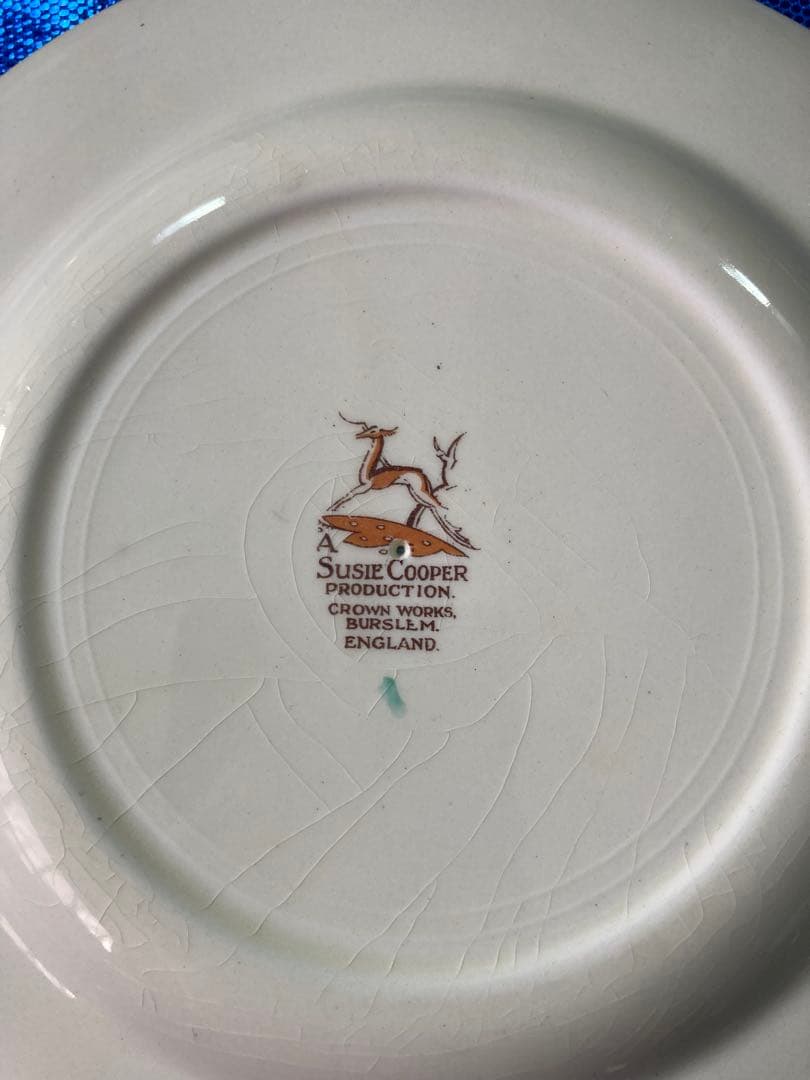 A
SUSIE COOPER
PRODUCTION.
CROWN WORKS,
BURSLEM.
ENGLAND.